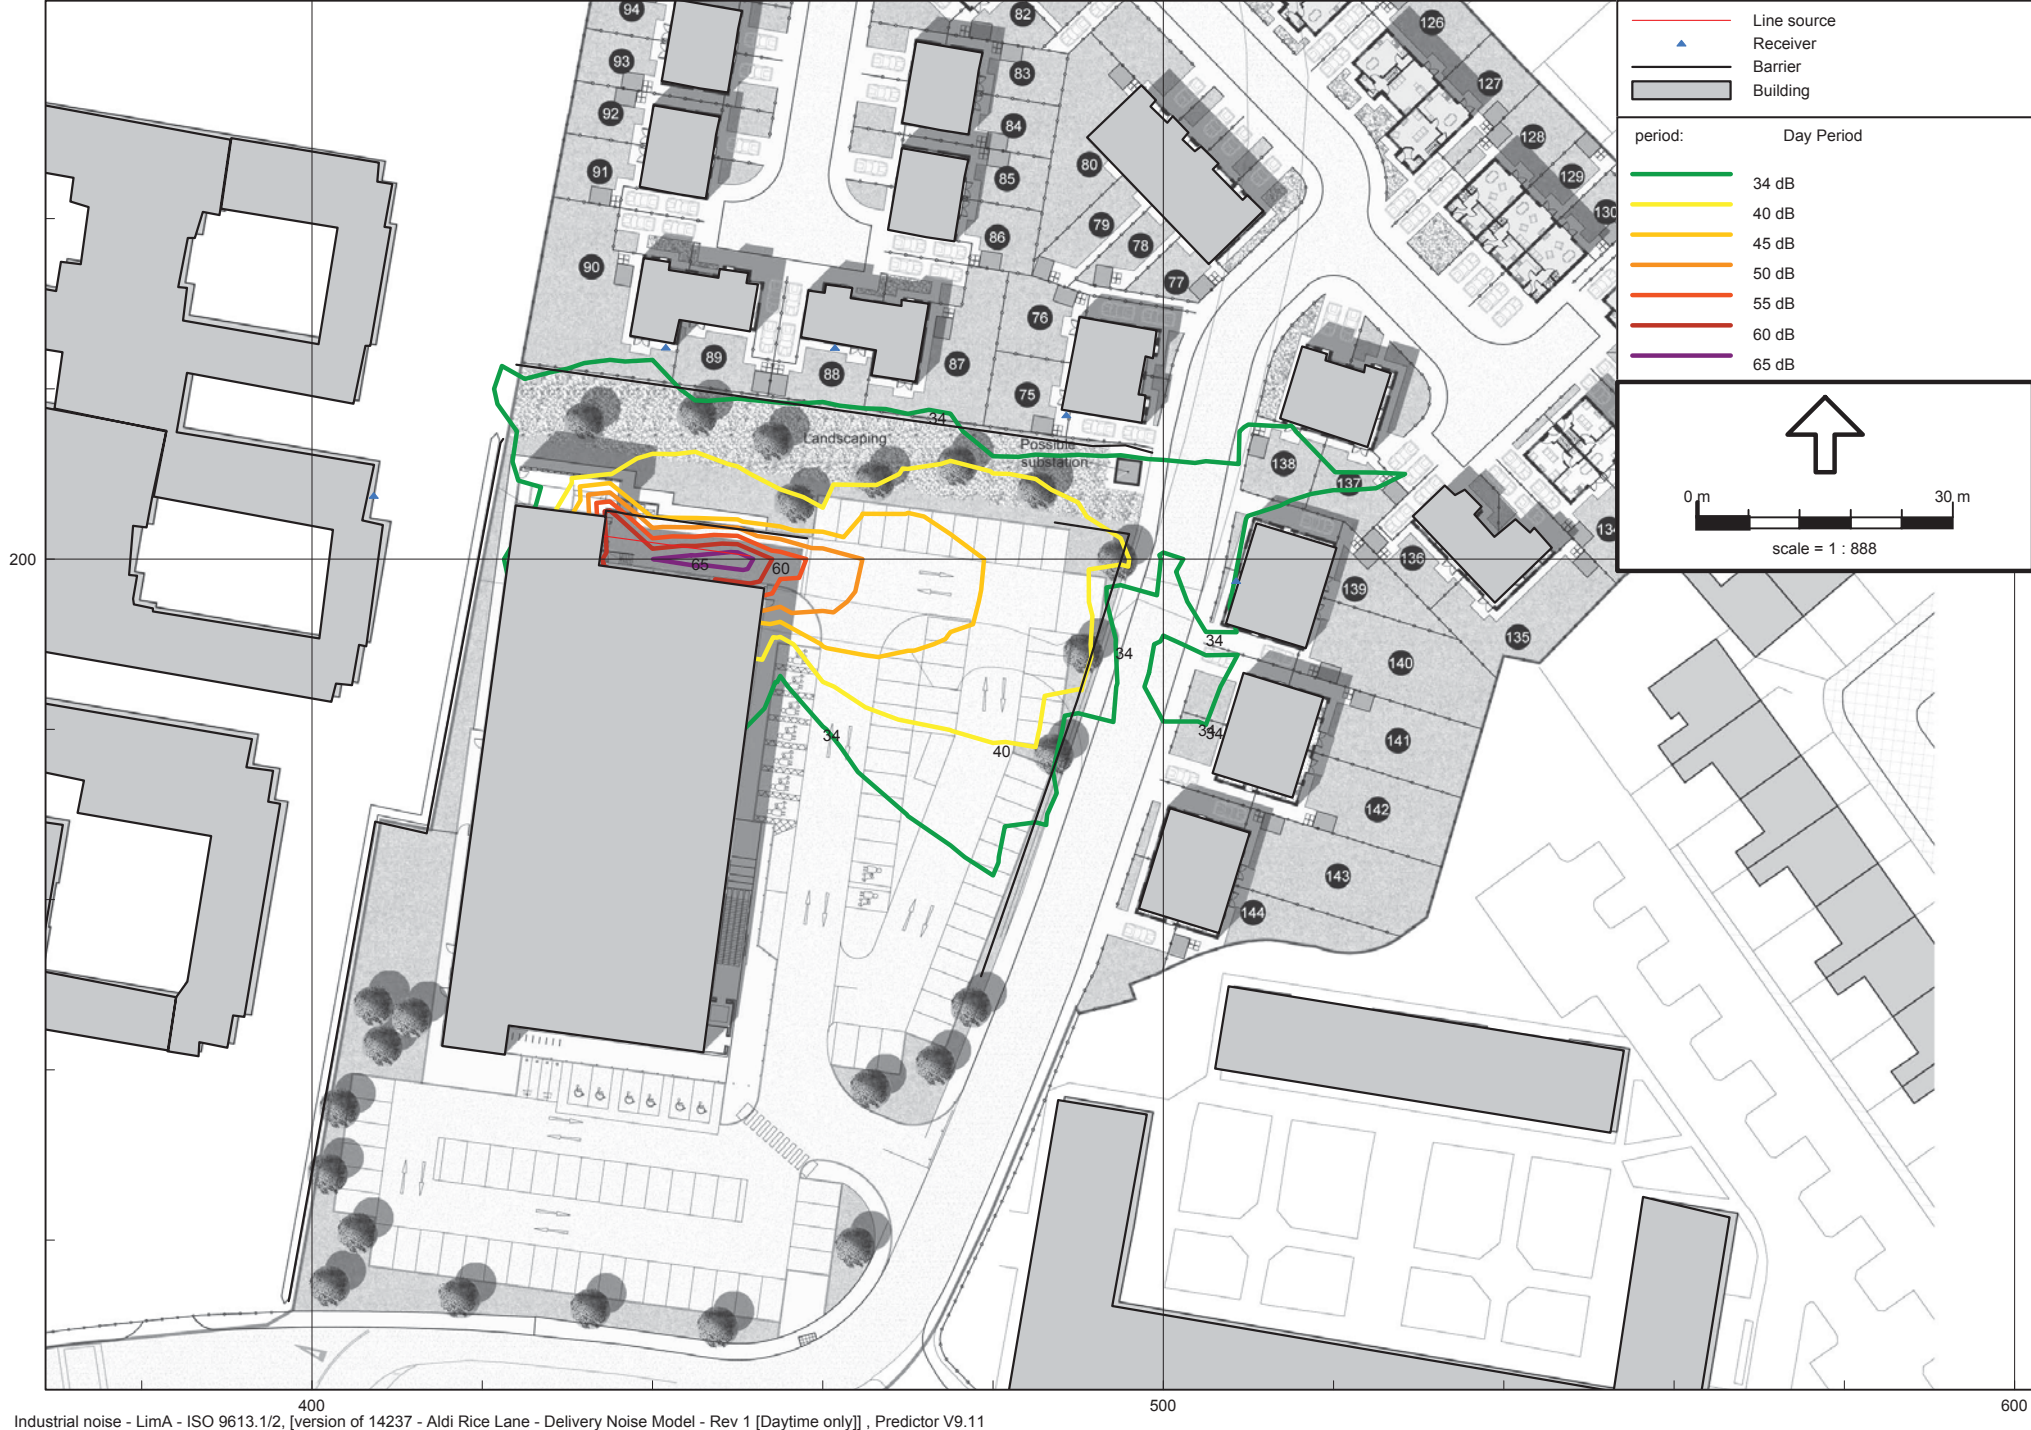 Line source
Receiver
Barrier
Building
period: Day Period
34 dB
40 dB
45 dB
50 dB
55 dB
60 dB
65 dB
0 m 30 m
scale = 1 : 888
94
82
126
93
83
127
92
84
128
91
85
80
129
130
86
79
78
90
77
76
89
88
87
75
34
Landscaping
Possible
substation
138
137
134
200
65
60
136
139
135
34
34
140
34
40
34
34
141
142
143
144
400
500
600
Industrial noise - LimA - ISO 9613.1/2, [version of 14237 - Aldi Rice Lane - Delivery Noise Model - Rev 1 [Daytime only]] , Predictor V9.11